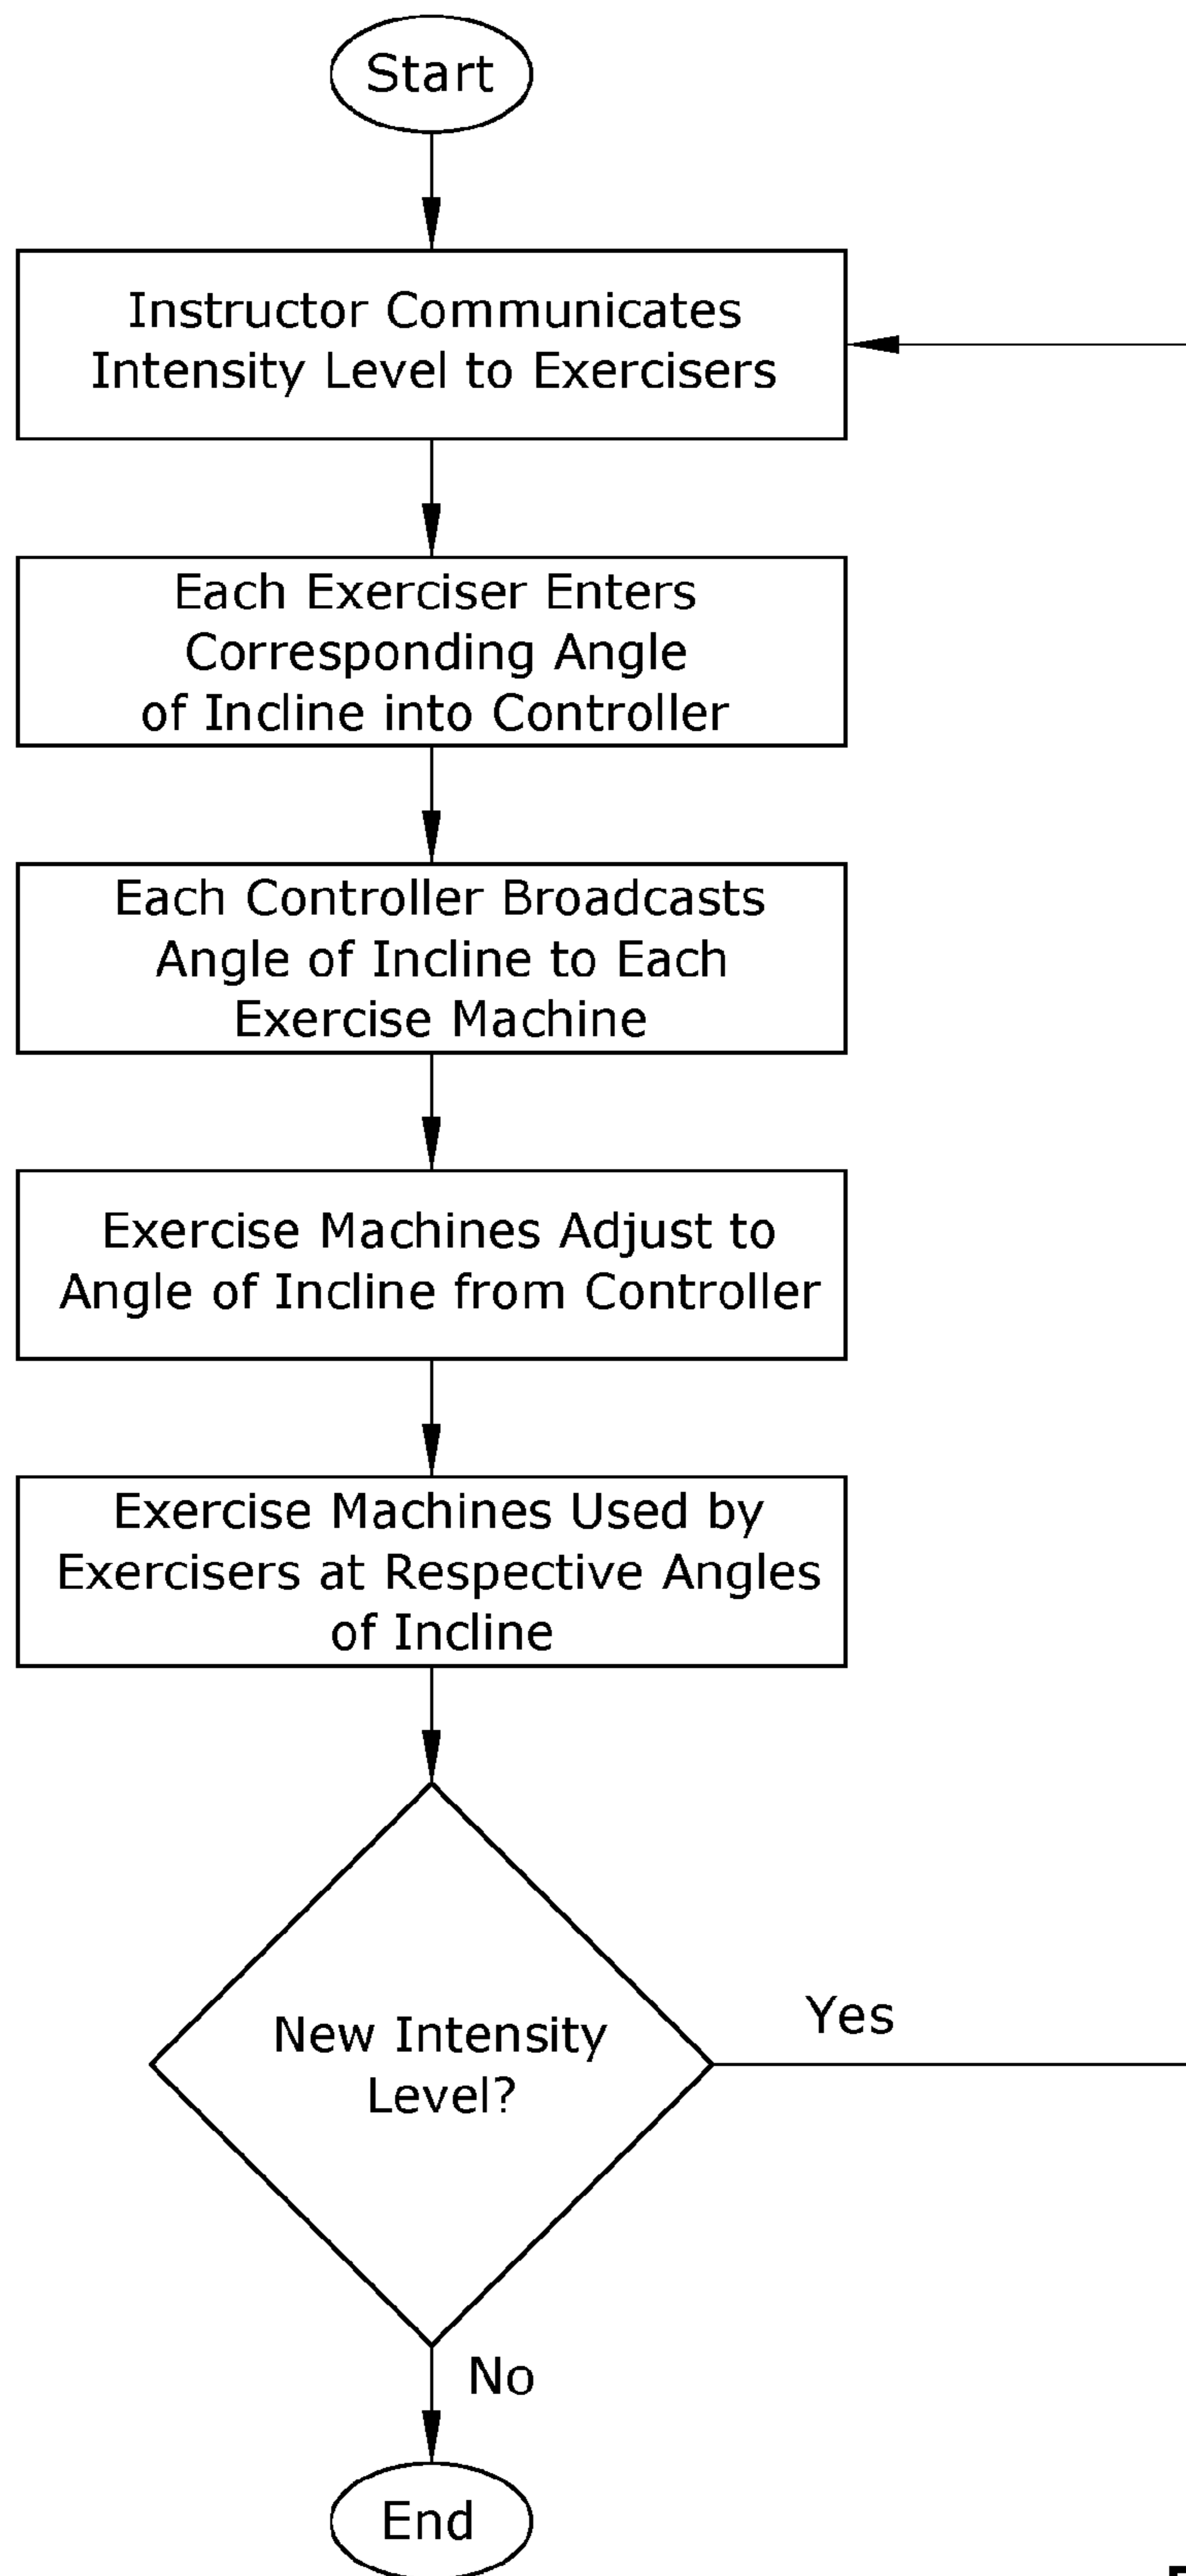 Start
Instructor Communicates
Intensity Level to Exercisers
Each Exerciser Enters
Corresponding Angle
of Incline into Controller
Each Controller Broadcasts
Angle of Incline to Each
Exercise Machine
Exercise Machines Adjust to
Angle of Incline from Controller
Exercise Machines Used by
Exercisers at Respective Angles
of Incline
New Intensity
Level?
Yes
No
End